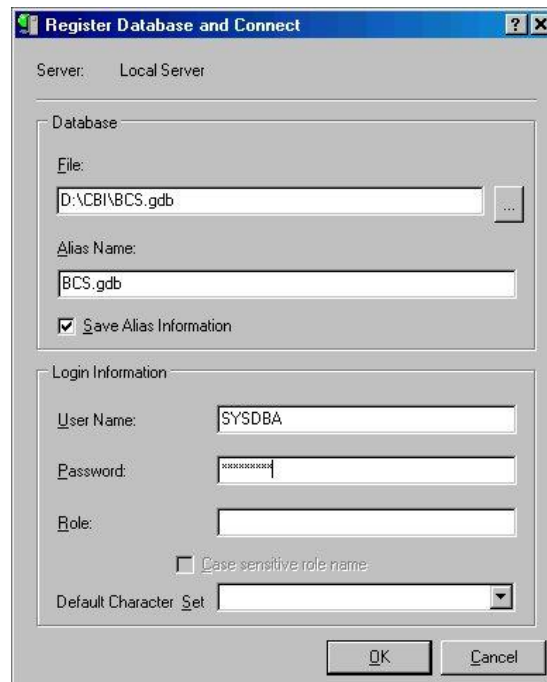 Register Database and Connect
Server: Local Server
Database
File:
D:\CBI\BCS.gdb
...
Alias Name:
BCS.gdb
Save Alias Information
Login Information
User Name: SYSDBA
Password: *********
Role:
Case sensitive role name
Default Character Set
OK Cancel